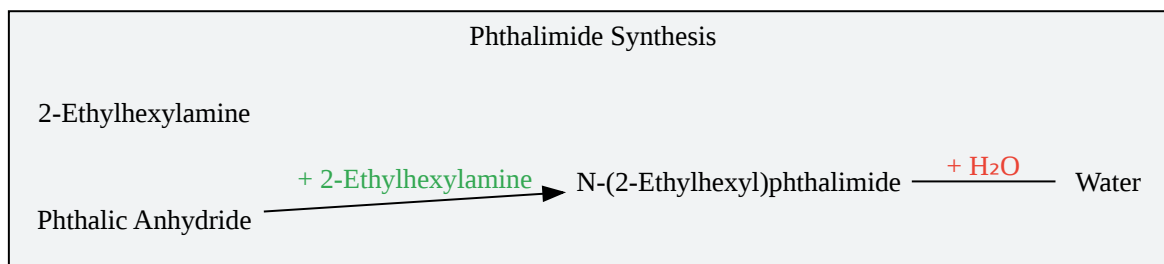 Phthalimide Synthesis
2-Ethylhexylamine
+ 2-Ethylhexylamine
+ H₂O
N-(2-Ethylhexyl)phthalimide
Water
Phthalic Anhydride